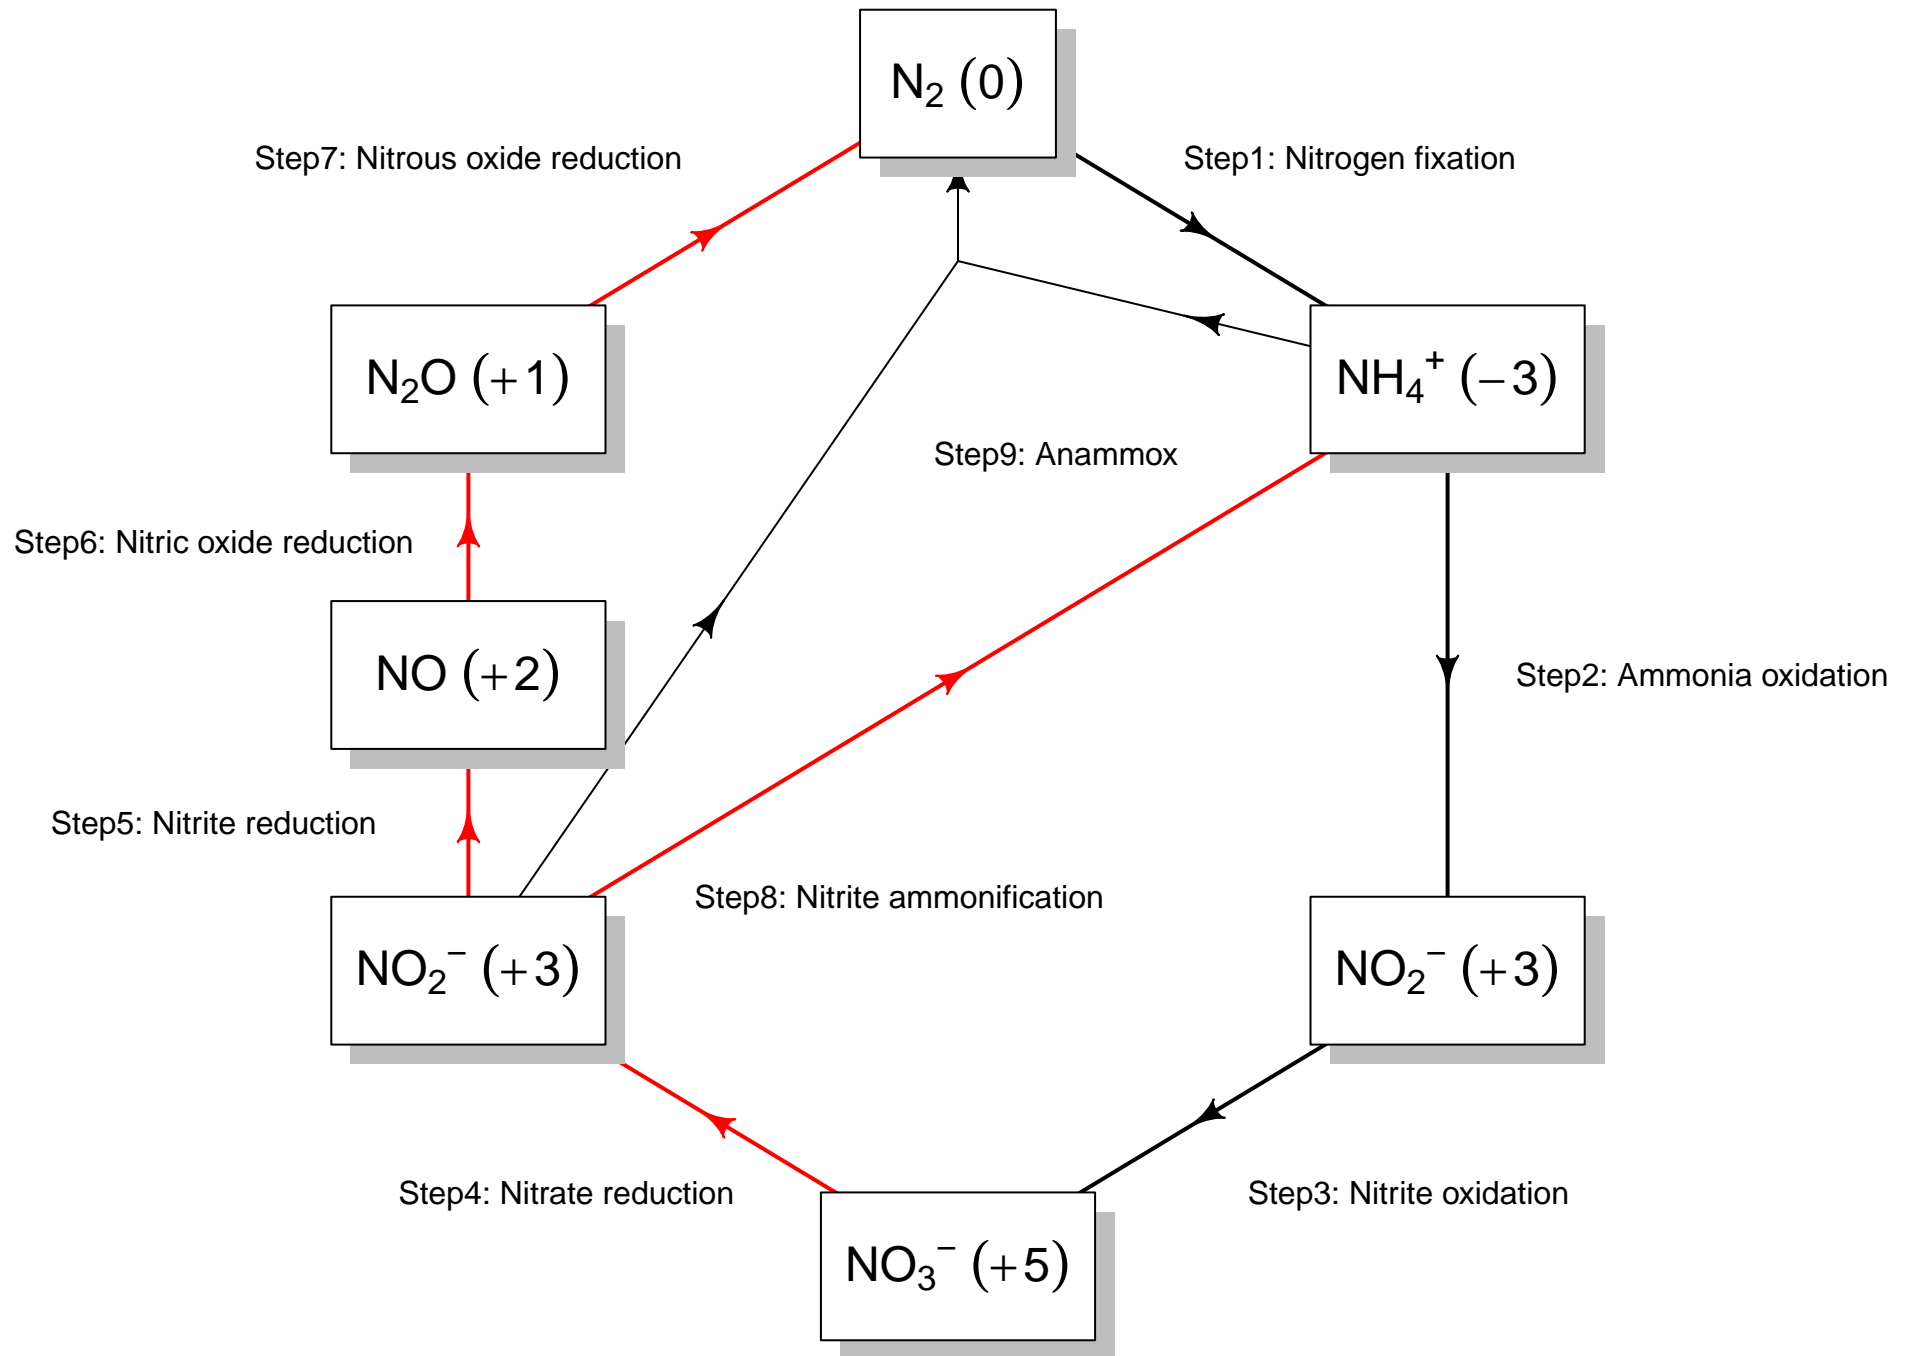 N₂ (0)
Step7: Nitrous oxide reduction
Step1: Nitrogen fixation
N₂O (+1)
NH₄⁺ (−3)
Step9: Anammox
Step6: Nitric oxide reduction
NO (+2)
Step2: Ammonia oxidation
Step5: Nitrite reduction
Step8: Nitrite ammonification
NO₂⁻ (+3)
NO₂⁻ (+3)
Step4: Nitrate reduction
Step3: Nitrite oxidation
NO₃⁻ (+5)